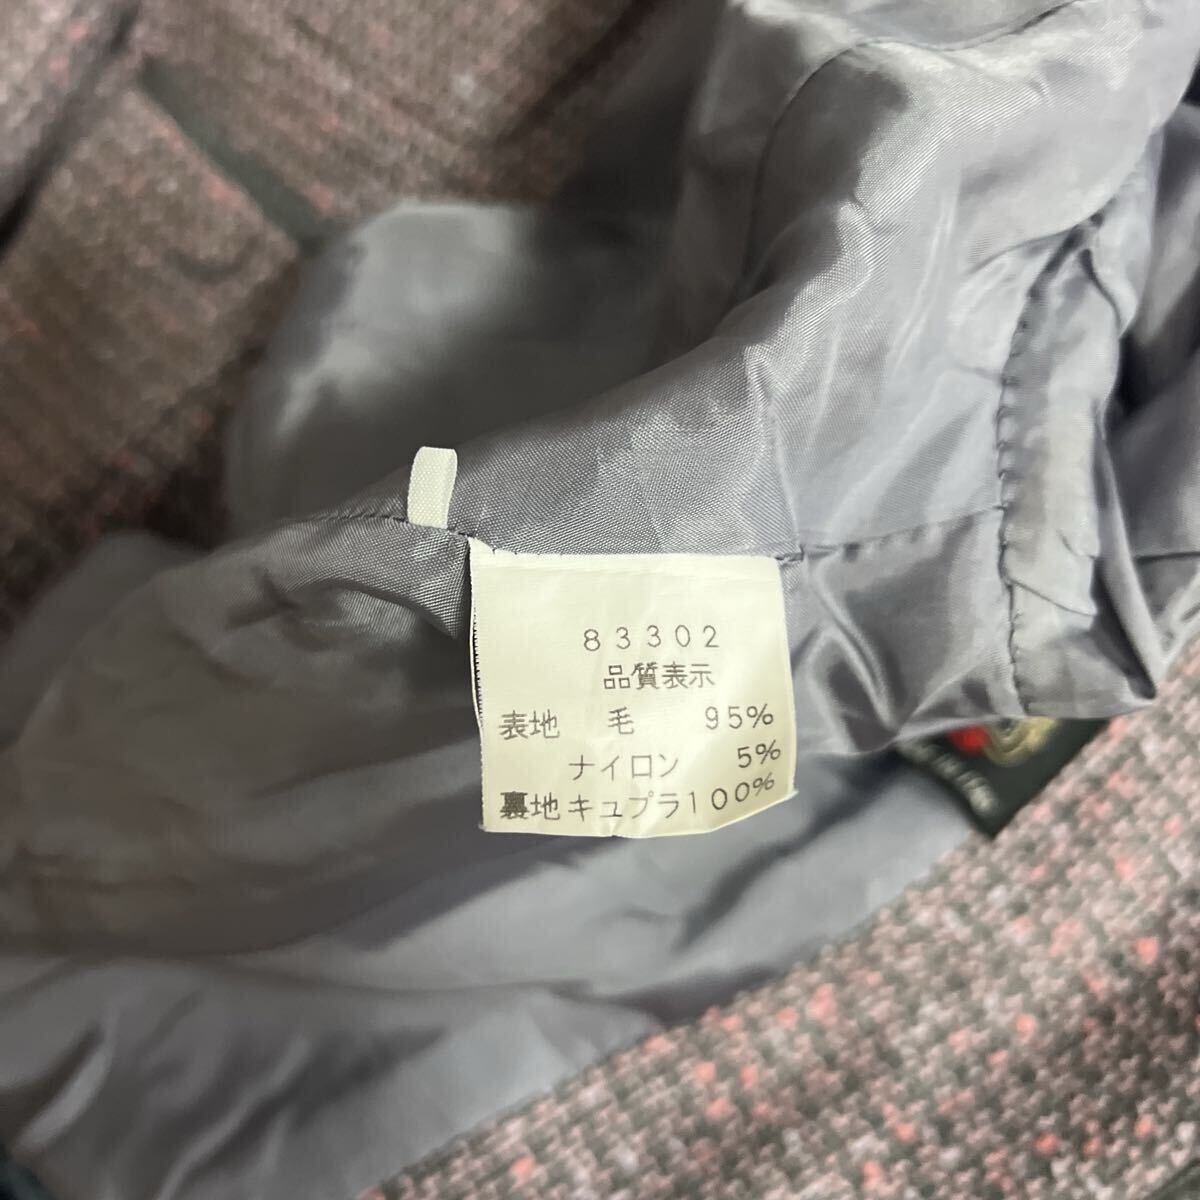 83302
品質表示
表地 毛 95%
ナイロン 5%
裏地キュプラ100%